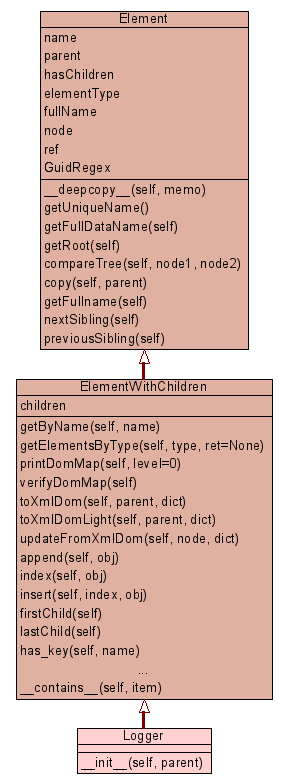 Element
name
parent
hasChildren
elementType
fullName
node
ref
GuidRegex
__deepcopy__(self, memo)
getUniqueName()
getFullDataName(self)
getRoot(self)
compareTree(self, node1, node2)
copy(self, parent)
getFullname(self)
nextSibling(self)
previousSibling(self)
ElementWithChildren
children
getByName(self, name)
getElementsByType(self, type, ret=None)
printDomMap(self, level=0)
verifyDomMap(self)
toXmlDom(self, parent, dict)
toXmlDomLight(self, parent, dict)
updateFromXmlDom(self, node, dict)
append(self, obj)
index(self, obj)
insert(self, index, obj)
firstChild(self)
lastChild(self)
has_key(self, name)
...
__contains__(self, item)
Logger
__init__(self, parent)